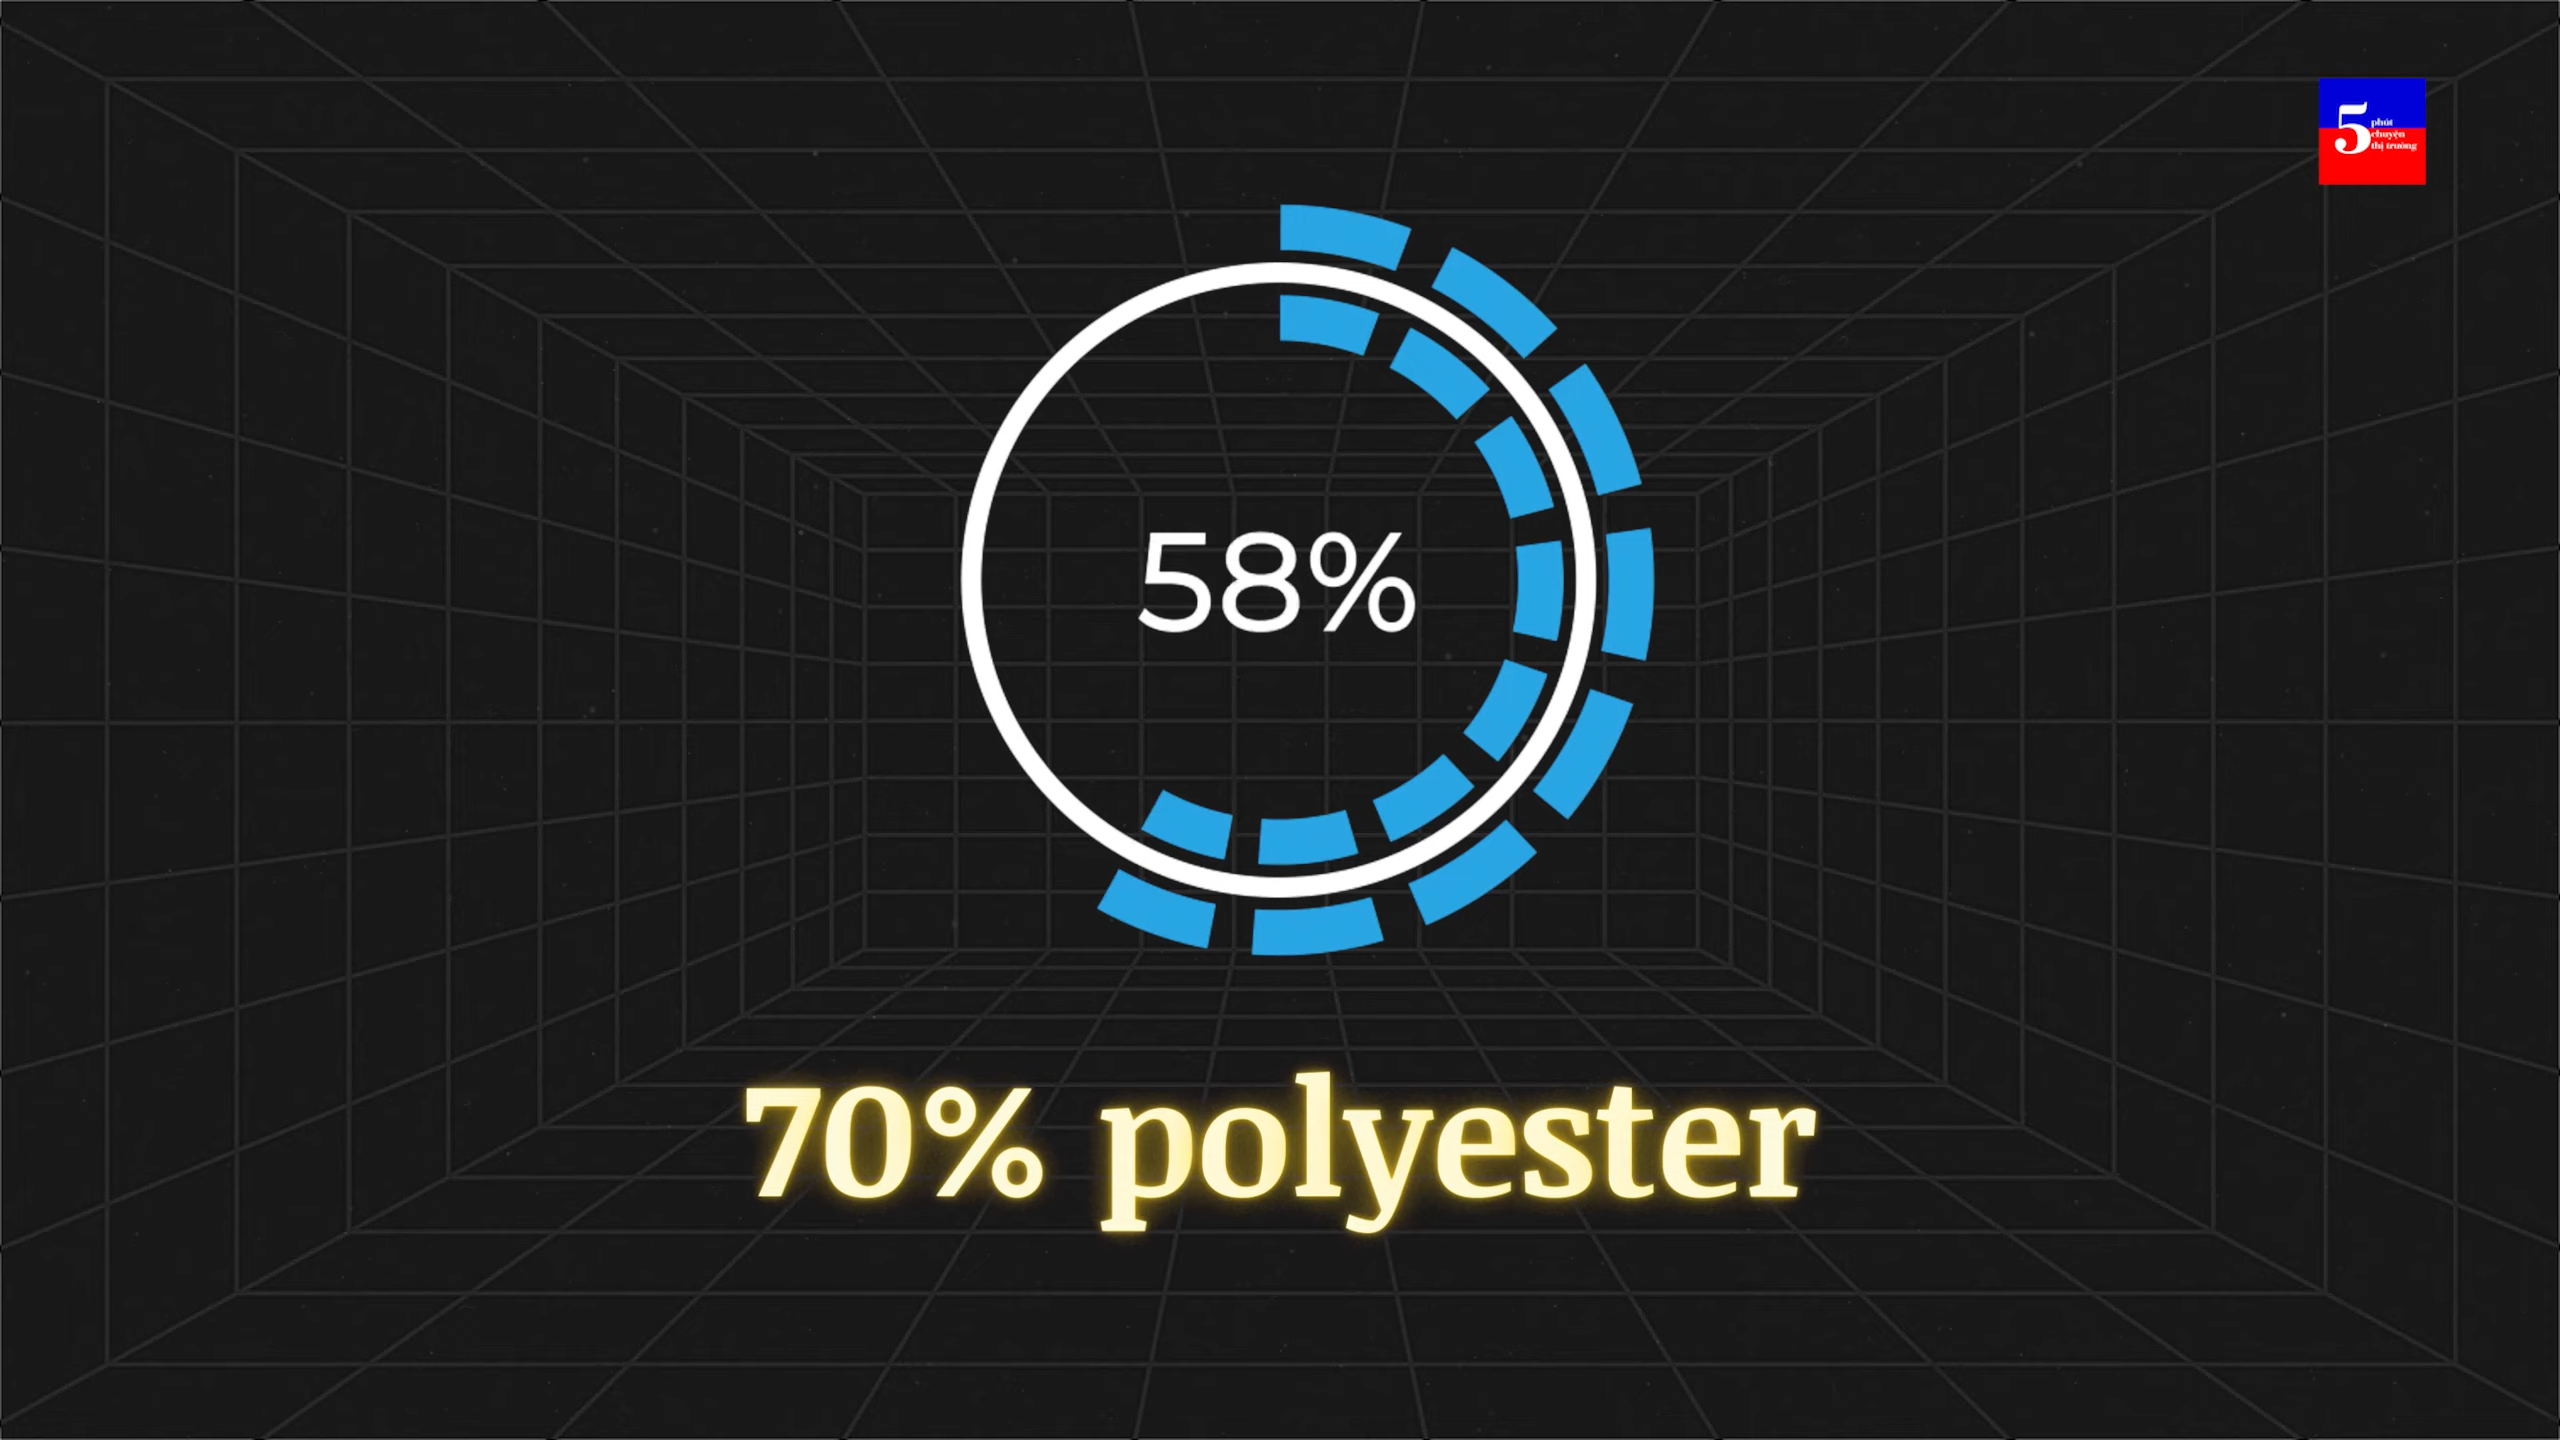 5 phút
chuyện
thị trường
58%
70% polyester